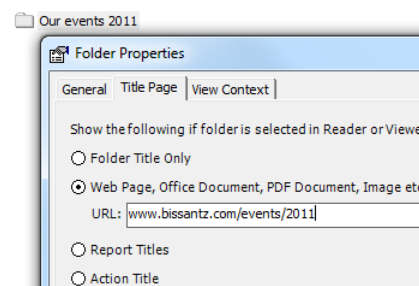 Our events 2011
Folder Properties
General Title Page View Context
Show the following if folder is selected in Reader or Viewe
Folder Title Only
Web Page, Office Document, PDF Document, Image etc
URL: www.bissantz.com/events/2011
Report Titles
Action Title